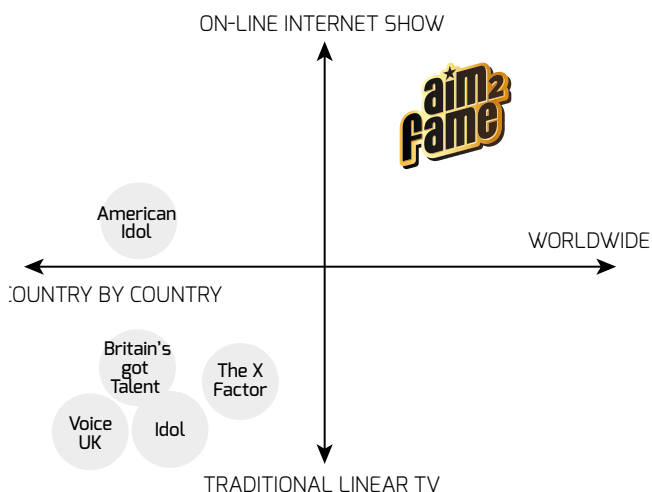 ON-LINE INTERNET SHOW
aim2
fame
American
Idol
WORLDWIDE
COUNTRY BY COUNTRY
Britain's
got
Talent
The X
Factor
Voice
UK
Idol
TRADITIONAL LINEAR TV